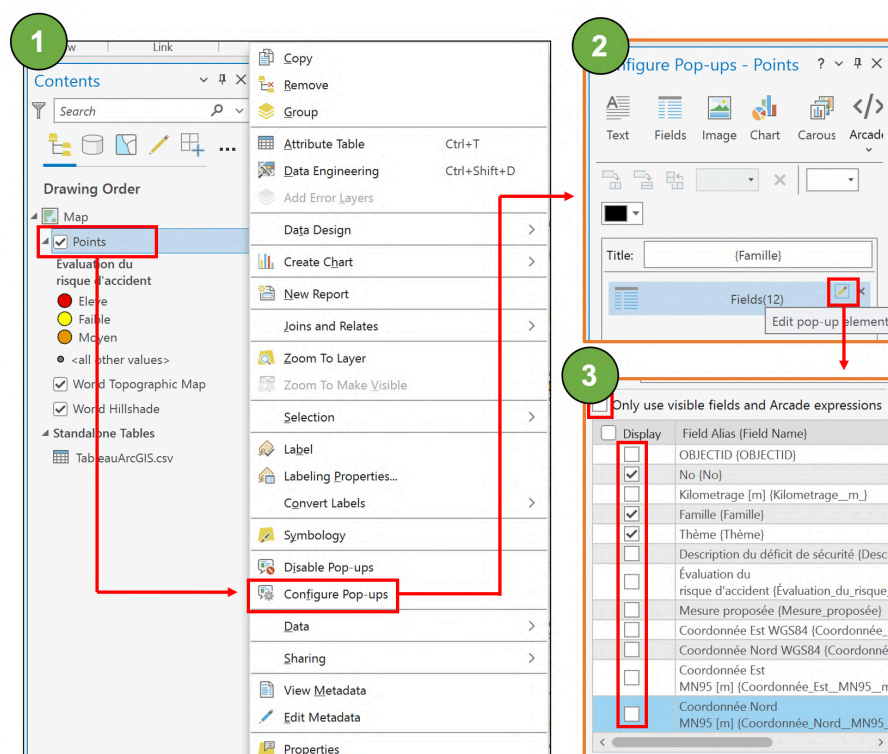 1
w
Link
Contents
Search
Drawing Order
Map
Points
Évaluation du
risque d'accident
Eleve
Faible
Moyen
<all other values>
World Topographic Map
World Hillshade
Standalone Tables
TableauArcGIS.csv
Copy
Remove
Group
Attribute Table Ctrl+T
Data Engineering Ctrl+Shift+D
Add Error Layers
Data Design
Create Chart
New Report
Joins and Relates
Zoom To Layer
Zoom To Make Visible
Selection
Label
Labeling Properties...
Convert Labels
Symbology
Disable Pop-ups
Configure Pop-ups
Data
Sharing
View Metadata
Edit Metadata
Properties
2
nfigure Pop-ups - Points ?
Text Fields Image Chart Carous Arcade
Title: {Famille}
Fields(12)
Edit pop-up element
3
Only use visible fields and Arcade expressions
Display Field Alias {Field Name}
OBJECTID {OBJECTID}
No {No}
Kilometrage [m] {Kilometrage__m_}
Famille {Famille}
Thème {Thème}
Description du déficit de sécurité {Desc
Évaluation du
risque d'accident {Évaluation_du_risque_
Mesure proposée {Mesure_proposée}
Coordonnée Est WGS84 {Coordonnée_
Coordonnée Nord WGS84 {Coordonné
Coordonnée Est
MN95 [m] {Coordonnée_Est__MN95__m
Coordonnée Nord
MN95 [m] {Coordonnée_Nord__MN95_